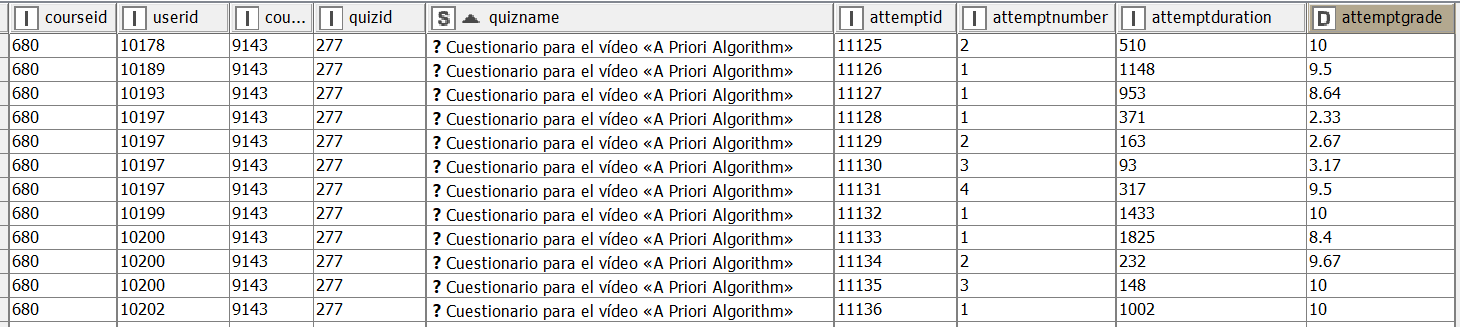 I courseid I userid I cou... I quizid S quizname I attemptid I attemptnumber I attemptduration D attemptgrade
680 10178 9143 277 ? Cuestionario para el vídeo «A Priori Algorithm» 11125 2 510 10
680 10189 9143 277 ? Cuestionario para el vídeo «A Priori Algorithm» 11126 1 1148 9.5
680 10193 9143 277 ? Cuestionario para el vídeo «A Priori Algorithm» 11127 1 953 8.64
680 10197 9143 277 ? Cuestionario para el vídeo «A Priori Algorithm» 11128 1 371 2.33
680 10197 9143 277 ? Cuestionario para el vídeo «A Priori Algorithm» 11129 2 163 2.67
680 10197 9143 277 ? Cuestionario para el vídeo «A Priori Algorithm» 11130 3 93 3.17
680 10197 9143 277 ? Cuestionario para el vídeo «A Priori Algorithm» 11131 4 317 9.5
680 10199 9143 277 ? Cuestionario para el vídeo «A Priori Algorithm» 11132 1 1433 10
680 10200 9143 277 ? Cuestionario para el vídeo «A Priori Algorithm» 11133 1 1825 8.4
680 10200 9143 277 ? Cuestionario para el vídeo «A Priori Algorithm» 11134 2 232 9.67
680 10200 9143 277 ? Cuestionario para el vídeo «A Priori Algorithm» 11135 3 148 10
680 10202 9143 277 ? Cuestionario para el vídeo «A Priori Algorithm» 11136 1 1002 10